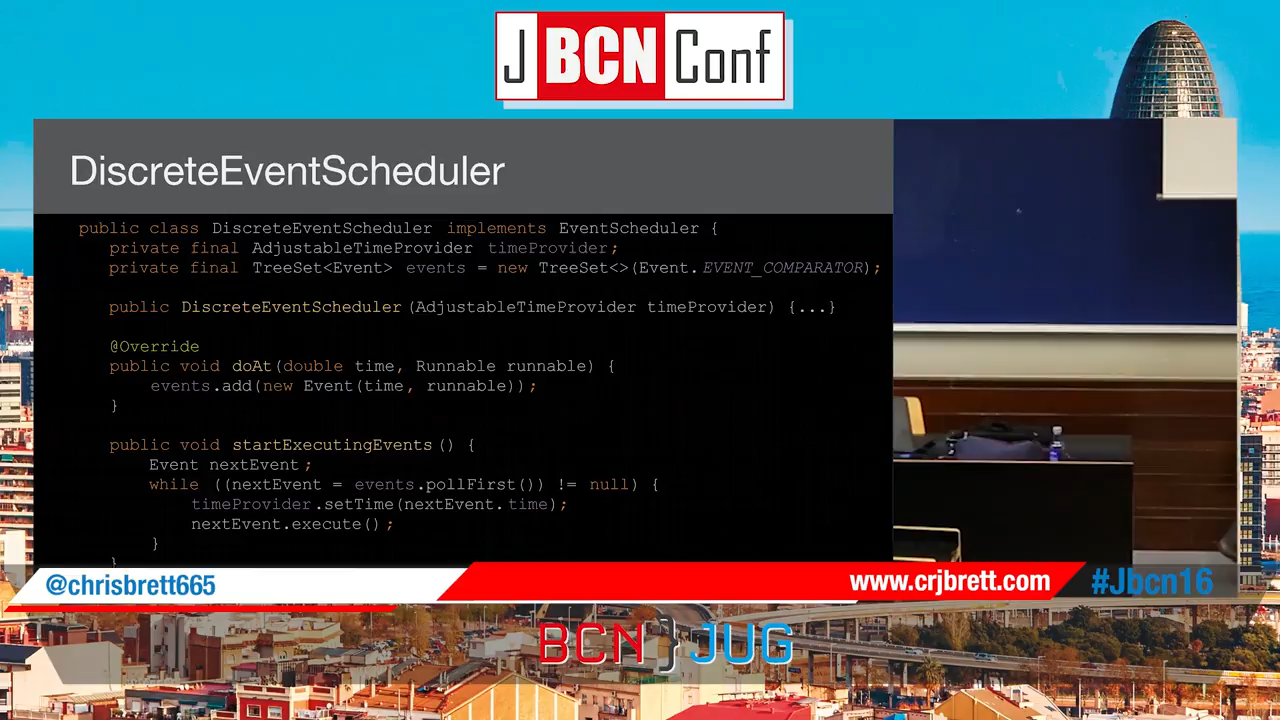 J BCN Conf
DiscreteEventScheduler
public class DiscreteEventScheduler implements EventScheduler {
private final AdjustableTimeProvider timeProvider;
private final TreeSet<Event> events = new TreeSet<>(Event.EVENT_COMPARATOR);
public DiscreteEventScheduler(AdjustableTimeProvider timeProvider) {...}
@Override
public void doAt(double time, Runnable runnable) {
events.add(new Event(time, runnable));
}
public void startExecutingEvents() {
Event nextEvent;
while ((nextEvent = events.pollFirst()) != null) {
timeProvider.setTime(nextEvent.time);
nextEvent.execute();
}
}
@chrisbrett665
www.crjbrett.com
#Jbcn16
BCN}JUG